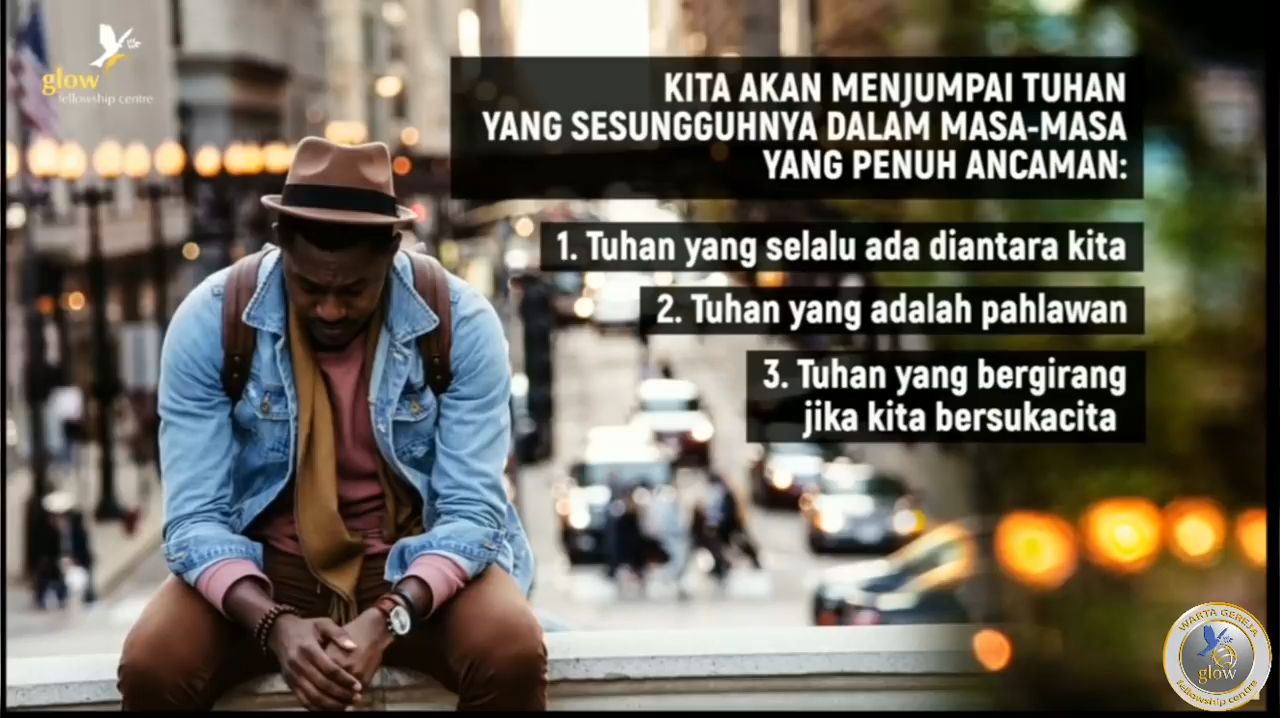 glow
fellowship centre
KITA AKAN MENJUMPAI TUHAN
YANG SESUNGGUHNYA DALAM MASA-MASA
YANG PENUH ANCAMAN:
1. Tuhan yang selalu ada diantara kita
2. Tuhan yang adalah pahlawan
3. Tuhan yang bergirang
jika kita bersukacita
WARTA GEREJA
glow
fellowship centre